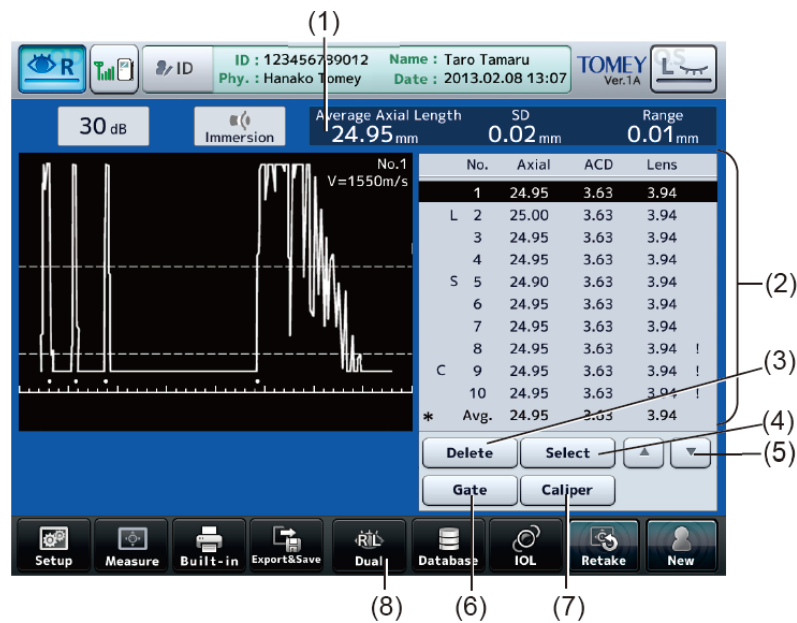 (1)
R
ID
ID : 123456789012 Name : Taro Tamaru
Phy. : Hanako Tomey Date : 2013.02.08 13:07
TOMEY
Ver.1A
OS
L
30 dB
Immersion
Average Axial Length SD Range
24.95 mm 0.02 mm 0.01 mm
No.1
V=1550m/s
No. Axial ACD Lens
1 24.95 3.63 3.94
L 2 25.00 3.63 3.94
3 24.95 3.63 3.94
4 24.95 3.63 3.94
S 5 24.90 3.63 3.94
6 24.95 3.63 3.94
7 24.95 3.63 3.94
8 24.95 3.63 3.94 !
C 9 24.95 3.63 3.94 !
10 24.95 3.63 3.94 !
* Avg. 24.95 3.63 3.94
(2)
(3)
(4)
(5)
Delete Select ▲ ▼
Gate Caliper
Setup Measure Built-in Export&Save R L Dual Database IOL Retake New
(8) (6) (7)